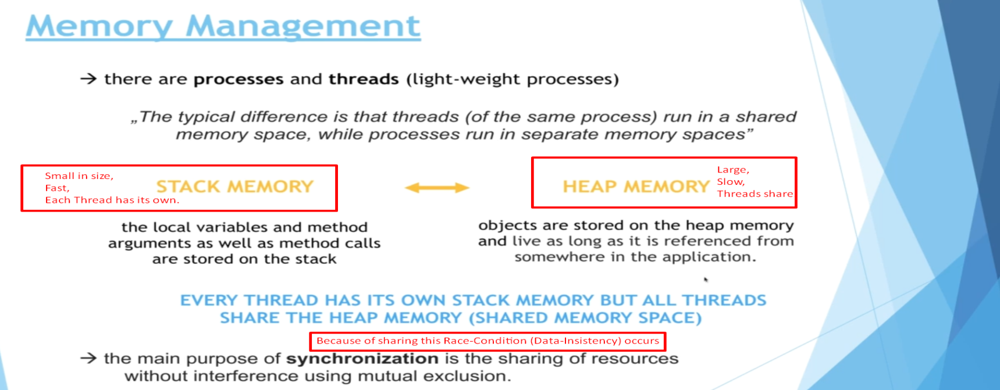 Memory Management
→ there are processes and threads (light-weight processes)
„The typical difference is that threads (of the same process) run in a shared
memory space, while processes run in separate memory spaces”
Small in size,
Fast,
Each Thread has its own.
STACK MEMORY
HEAP MEMORY
Large,
Slow,
Threads share
the local variables and method
arguments as well as method calls
are stored on the stack
objects are stored on the heap memory
and live as long as it is referenced from
somewhere in the application.
EVERY THREAD HAS ITS OWN STACK MEMORY BUT ALL THREADS
SHARE THE HEAP MEMORY (SHARED MEMORY SPACE)
Because of sharing this Race-Condition (Data-Insistency) occurs
→ the main purpose of synchronization is the sharing of resources
without interference using mutual exclusion.